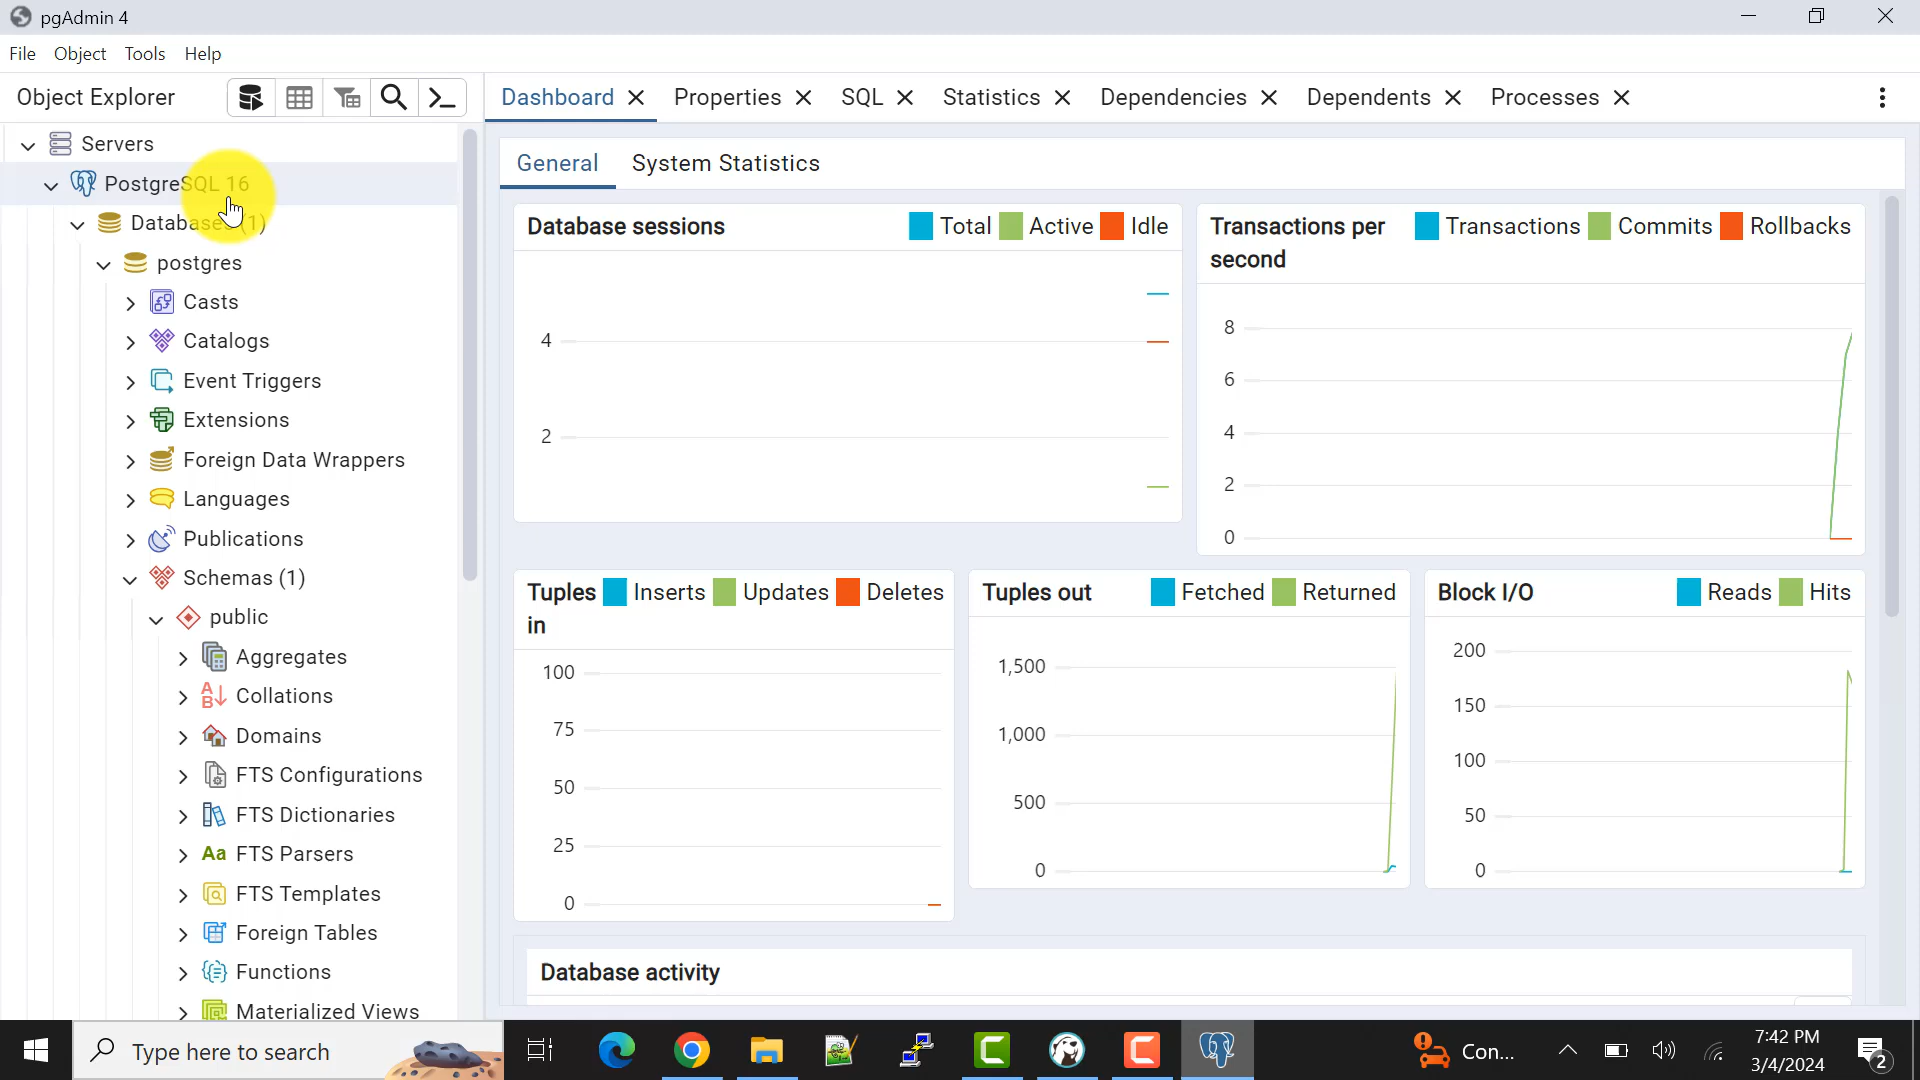 pgAdmin 4
File Object Tools Help
Object Explorer
Dashboard Properties SQL Statistics Dependencies Dependents Processes
Servers
PostgreSQL 16
Databases (1)
postgres
Casts
Catalogs
Event Triggers
Extensions
Foreign Data Wrappers
Languages
Publications
Schemas (1)
public
Aggregates
Collations
Domains
FTS Configurations
FTS Dictionaries
Aa FTS Parsers
FTS Templates
Foreign Tables
Functions
Materialized Views
General System Statistics
Database sessions Total Active Idle
4
2
Transactions per second Transactions Commits Rollbacks
8
6
4
2
0
Tuples in Inserts Updates Deletes
100
75
50
25
0
Tuples out Fetched Returned
1,500
1,000
500
0
Block I/O Reads Hits
200
150
100
50
0
Database activity
Type here to search
Con...
7:42 PM
3/4/2024
2